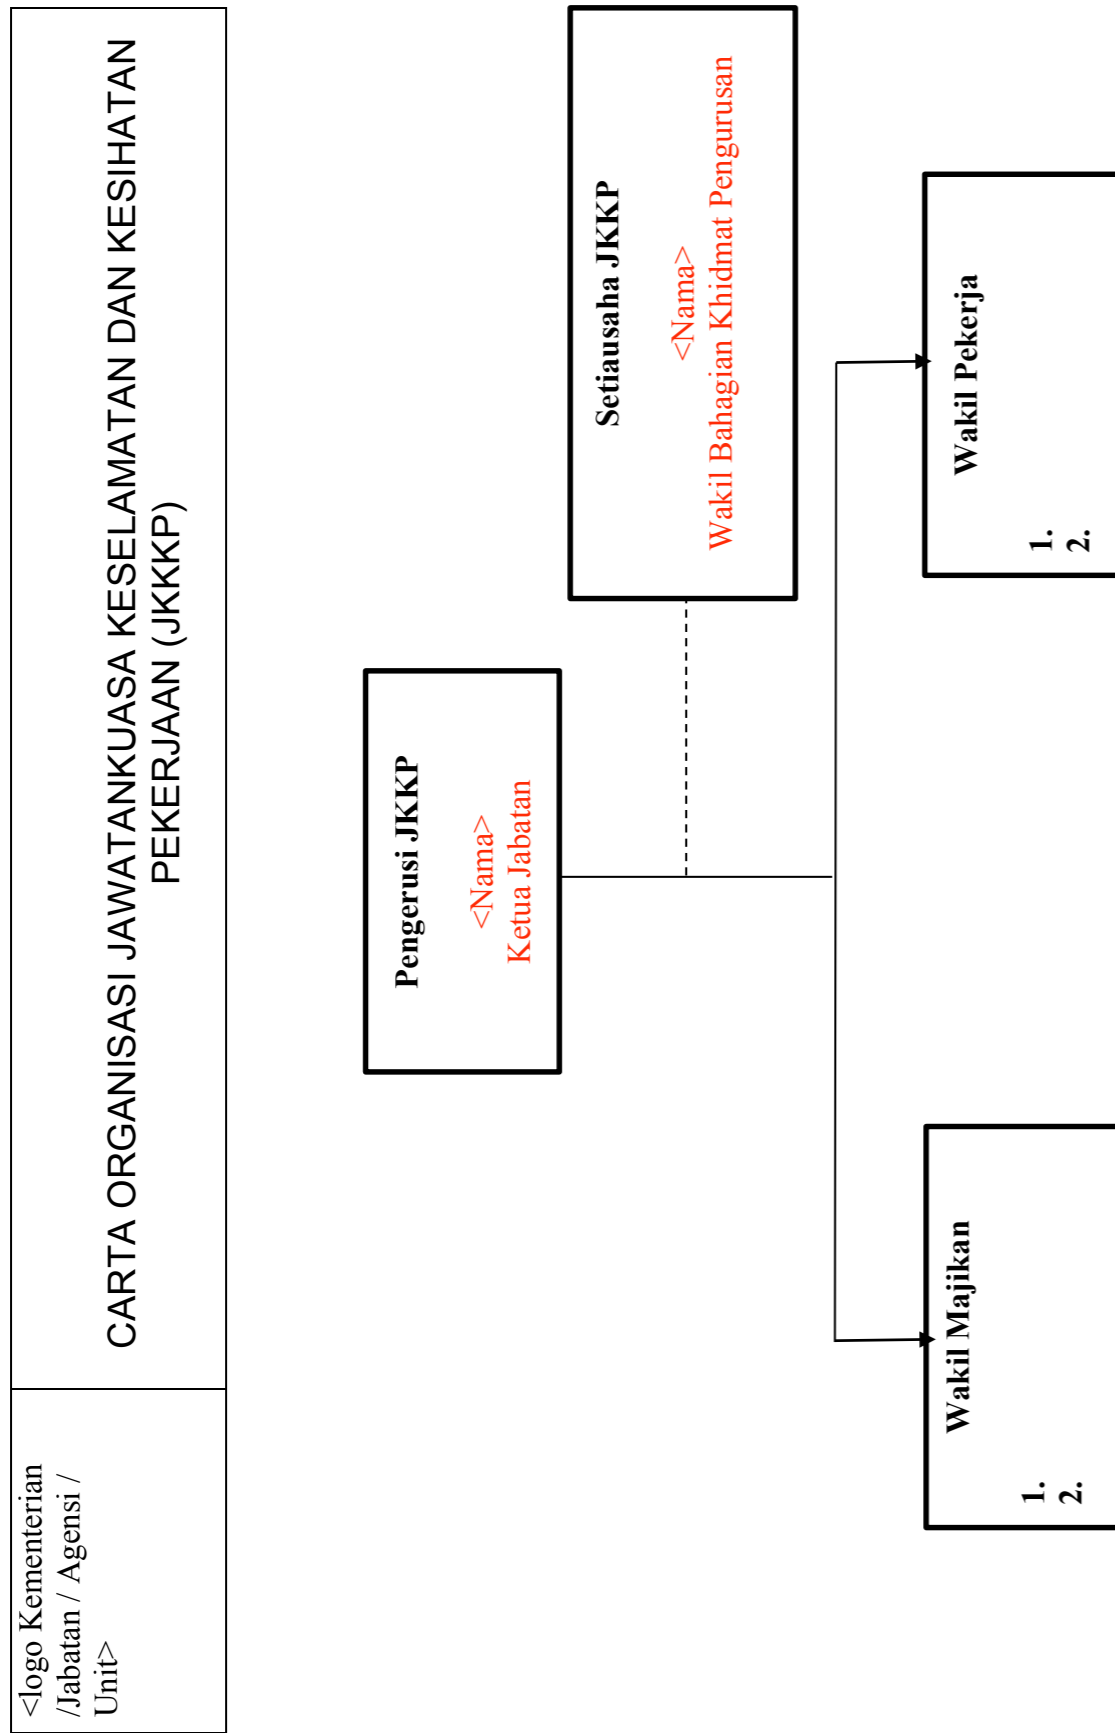 <logo Kementerian
/Jabatan / Agensi /
Unit>
CARTA ORGANISASI JAWATANKUASA KESELAMATAN DAN KESIHATAN
PEKERJAAN (JKKP)
Pengerusi JKKP
<Nama>
Ketua Jabatan
Setiausaha JKKP
<Nama>
Wakil Bahagian Khidmat Pengurusan
Wakil Majikan
1.
2.
Wakil Pekerja
1.
2.